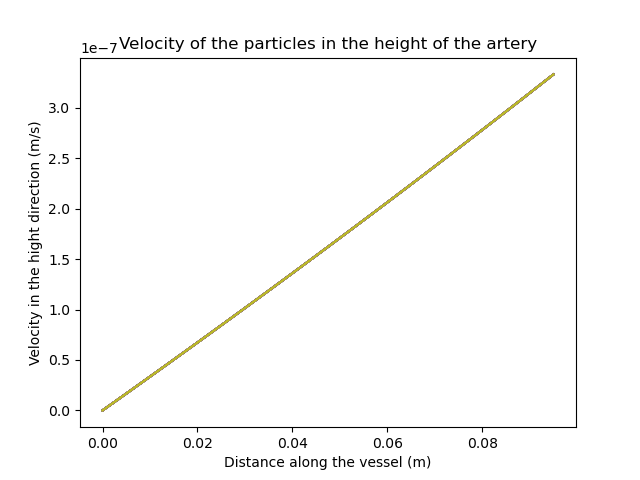 Velocity of the particles in the height of the artery
1e−7
3.0
2.5
2.0
1.5
1.0
0.5
0.0
Velocity in the hight direction (m/s)
0.00 0.02 0.04 0.06 0.08
Distance along the vessel (m)